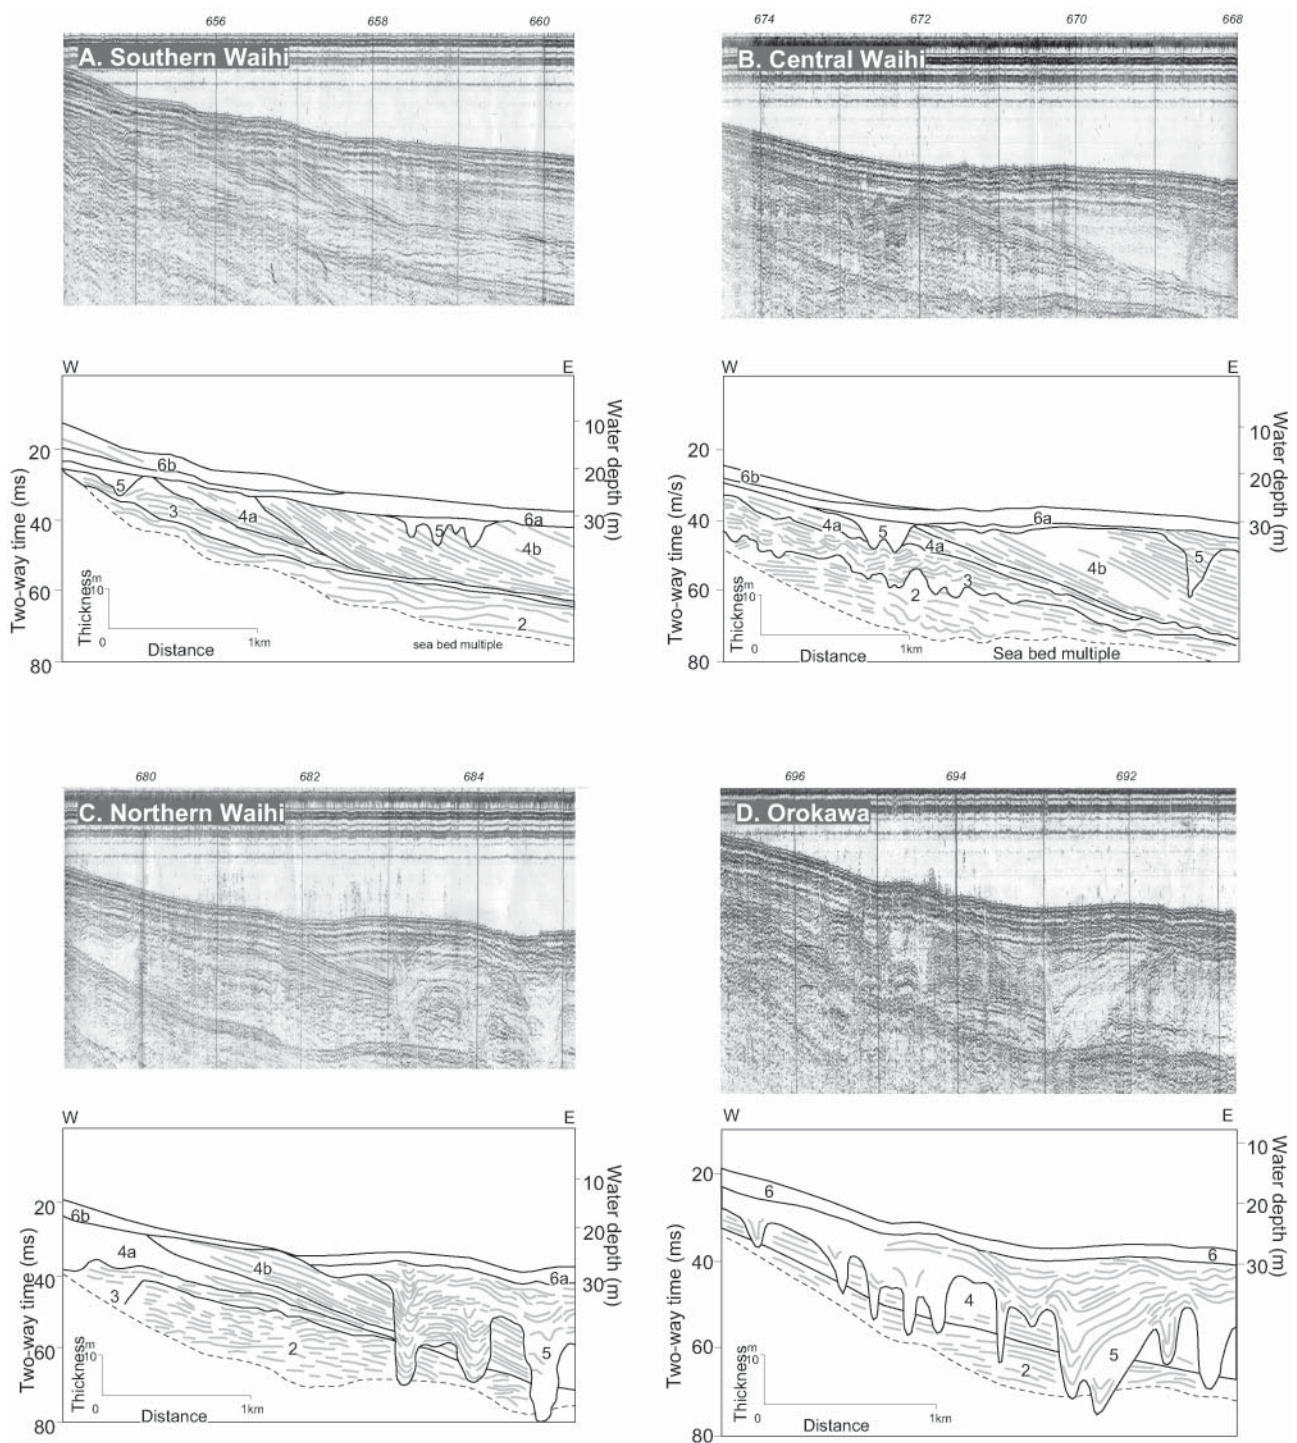 656 658 660
A. Southern Waihi
674 672 670 668
B. Central Waihi
W E
10
20
20
6b
5
3
4a
30
40
6a
5
4b
60
2
80
Two-way time (ms)
Water depth (m)
Thickness
m
10
0 1km
Distance
sea bed multiple
W E
10
20
20
6b
30
40
6a
4a
5
4a
4b
5
3
2
60
80
Two-way time (m/s)
Water depth (m)
Thickness
m
10
0 1km
Distance
Sea bed multiple
680 682 684
C. Northern Waihi
696 694 692
D. Orokawa
W E
10
20
20
6b
4a
4b
6a
30
40
3
2
60
5
80
Two-way time (ms)
Water depth (m)
Thickness
m
10
0 1km
Distance
W E
10
20
20
6
6
30
40
4
5
2
60
80
Two-way time (ms)
Water depth (m)
Thickness
m
10
0 1km
Distance